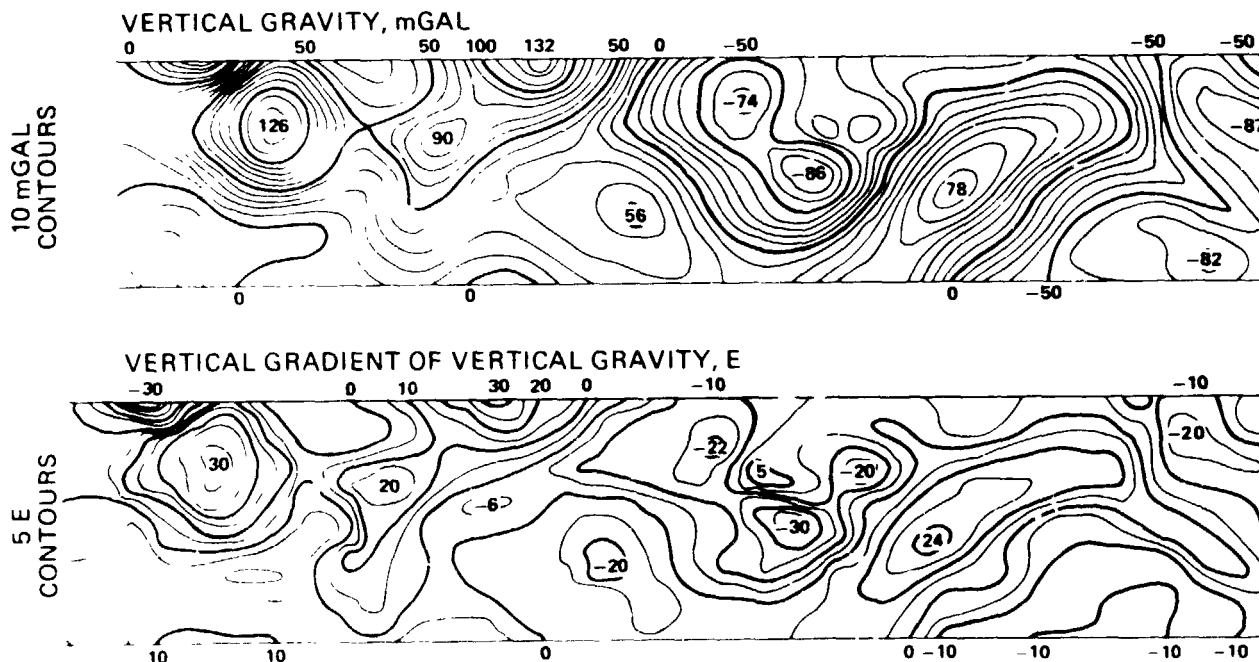 VERTICAL GRAVITY, mGAL
0 50 50 100 132 50 0 -50 -50 -50
10 mGAL
CONTOURS
126 90 56 -74 -86 78 -82
0 0 0 -50
VERTICAL GRADIENT OF VERTICAL GRAVITY, E
-30 0 10 30 20 0 -10 -10
5 E
CONTOURS
30 20 -6 -20 -22 5 -20 -30 24 -20
10 10 0 0 -10 -10 -10 -10